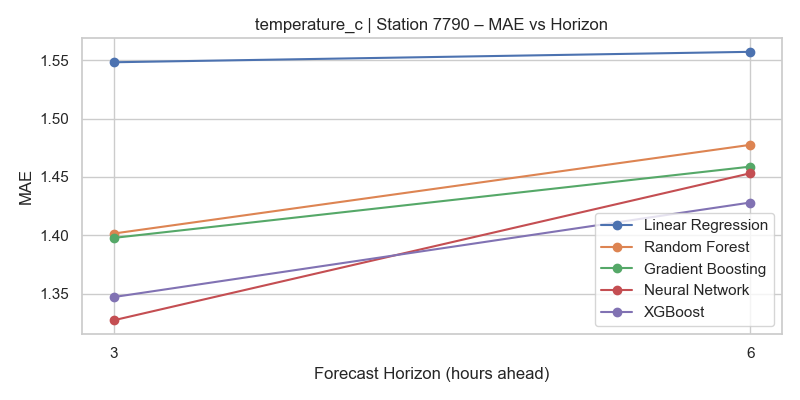 temperature_c | Station 7790 – MAE vs Horizon
1.55
1.50
1.45
1.40
1.35
MAE
Linear Regression
Random Forest
Gradient Boosting
Neural Network
XGBoost
3
6
Forecast Horizon (hours ahead)